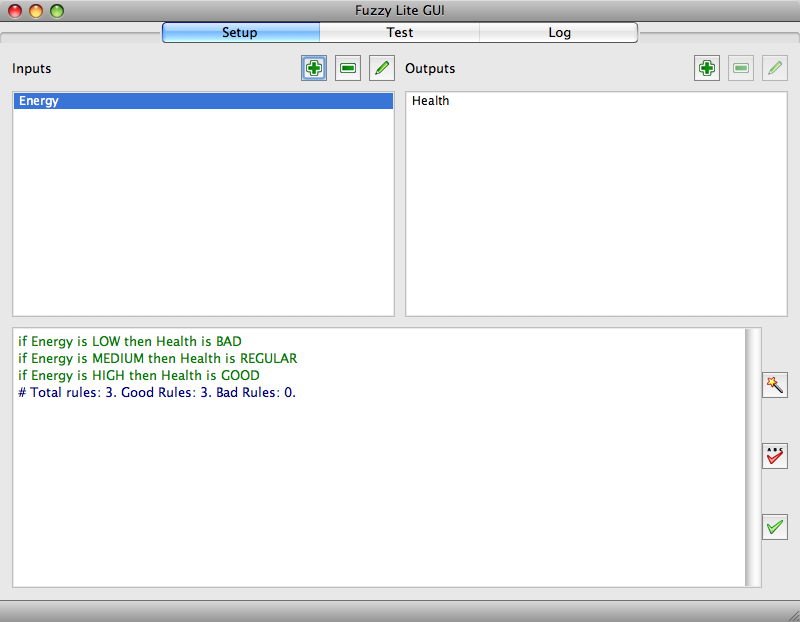 Fuzzy Lite GUI
Setup
Test
Log
Inputs
Outputs
Energy
Health
if Energy is LOW then Health is BAD
if Energy is MEDIUM then Health is REGULAR
if Energy is HIGH then Health is GOOD
# Total rules: 3. Good Rules: 3. Bad Rules: 0.
ABC